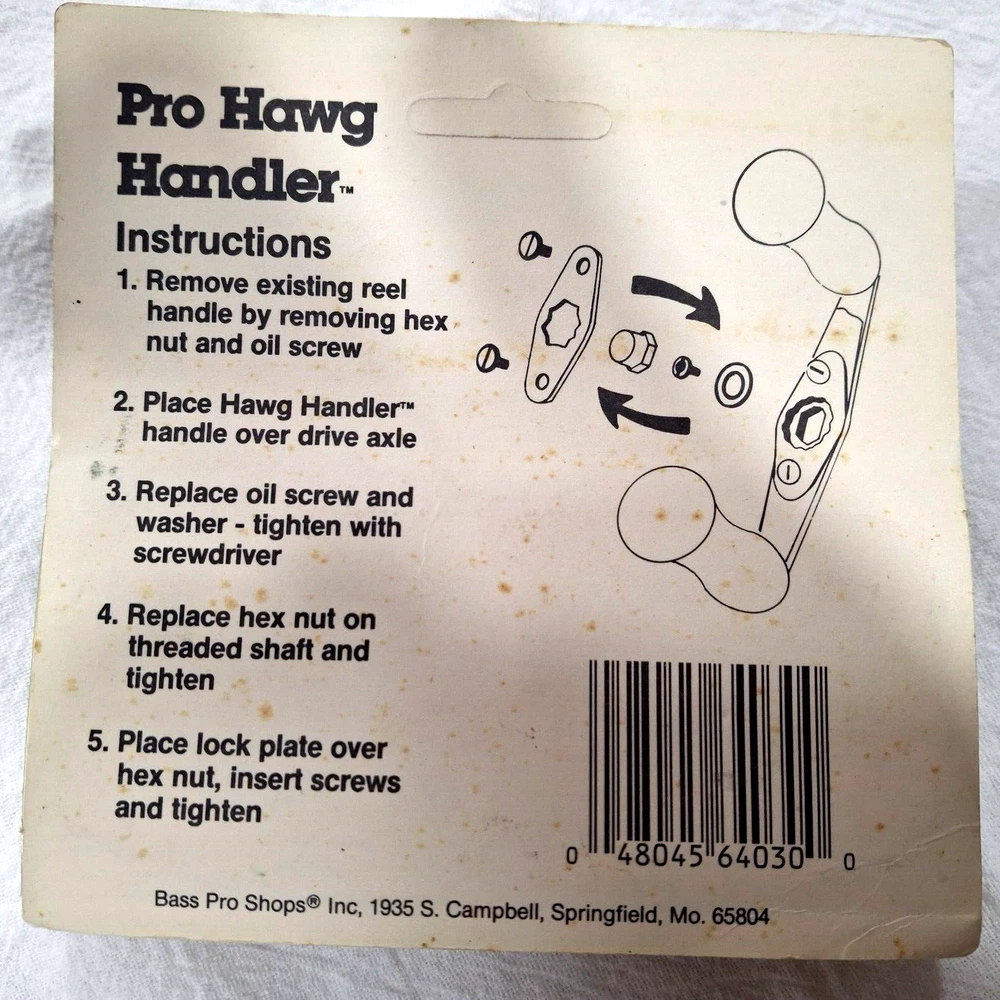 Pro Hawg
Handler™
Instructions
1. Remove existing reel
handle by removing hex
nut and oil screw
2. Place Hawg Handler™
handle over drive axle
3. Replace oil screw and
washer - tighten with
screwdriver
4. Replace hex nut on
threaded shaft and
tighten
5. Place lock plate over
hex nut, insert screws
and tighten
0 48045 64030 0
Bass Pro Shops® Inc, 1935 S. Campbell, Springfield, Mo. 65804